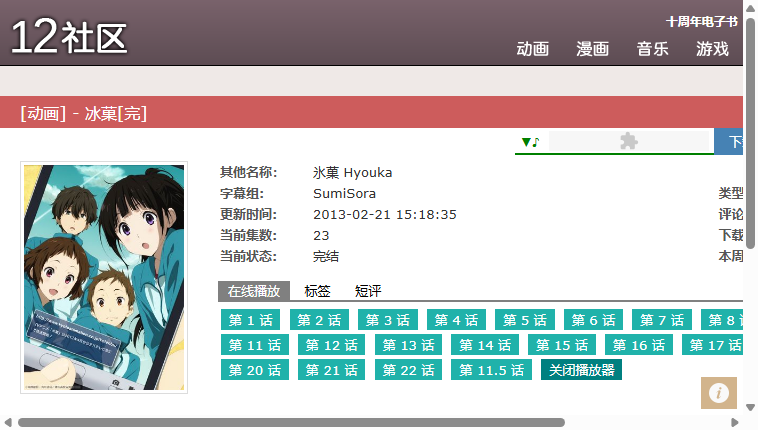 12社区
十周年电子书
动画 漫画 音乐 游戏
[动画] - 冰菓[完]
▼♪
下
其他名称: 氷菓 Hyouka
字幕组: SumiSora 类型
更新时间: 2013-02-21 15:18:35 评论
当前集数: 23 下载
当前状态: 完结 本周
在线播放 标签 短评
第 1 话 第 2 话 第 3 话 第 4 话 第 5 话 第 6 话 第 7 话 第 8
第 11 话 第 12 话 第 13 话 第 14 话 第 15 话 第 16 话 第 17 话
第 20 话 第 21 话 第 22 话 第 11.5 话 关闭播放器